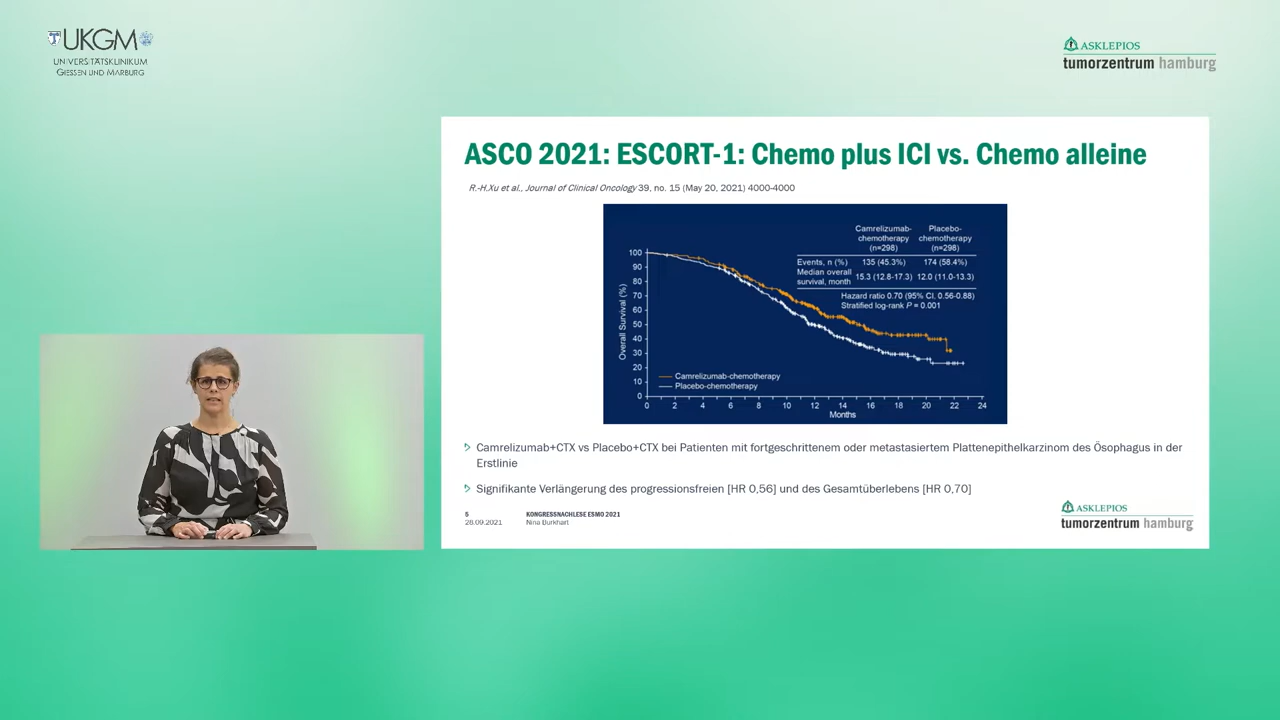 UKGM
UNIVERSITÄTSKLINIKUM
GIESSEN UND MARBURG
ASKLEPIOS
tumorzentrum hamburg
ASCO 2021: ESCORT-1: Chemo plus ICI vs. Chemo alleine
R.-H.Xu et al., Journal of Clinical Oncology 39, no. 15 (May 20, 2021) 4000-4000
Camrelizumab-chemotherapy (n=298) Placebo-chemotherapy (n=298)
Events, n (%) 135 (45.3%) 174 (58.4%)
Median overall survival, month 15.3 (12.8-17.3) 12.0 (11.0-13.3)
Hazard ratio 0.70 (95% CI, 0.56-0.88)
Stratified log-rank P = 0.001
Overall Survival (%)
100
90
80
70
60
50
40
30
20
10
0
Camrelizumab-chemotherapy
Placebo-chemotherapy
0 2 4 6 8 10 12 14 16 18 20 22 24
Months
Camrelizumab+CTX vs Placebo+CTX bei Patienten mit fortgeschrittenem oder metastasiertem Plattenepithelkarzinom des Ösophagus in der
Erstlinie
Signifikante Verlängerung des progressionsfreien [HR 0,56] und des Gesamtüberlebens [HR 0,70]
5 KONGRESSNACHLESE ESMO 2021
28.09.2021 Nina Burkhart
ASKLEPIOS
tumorzentrum hamburg